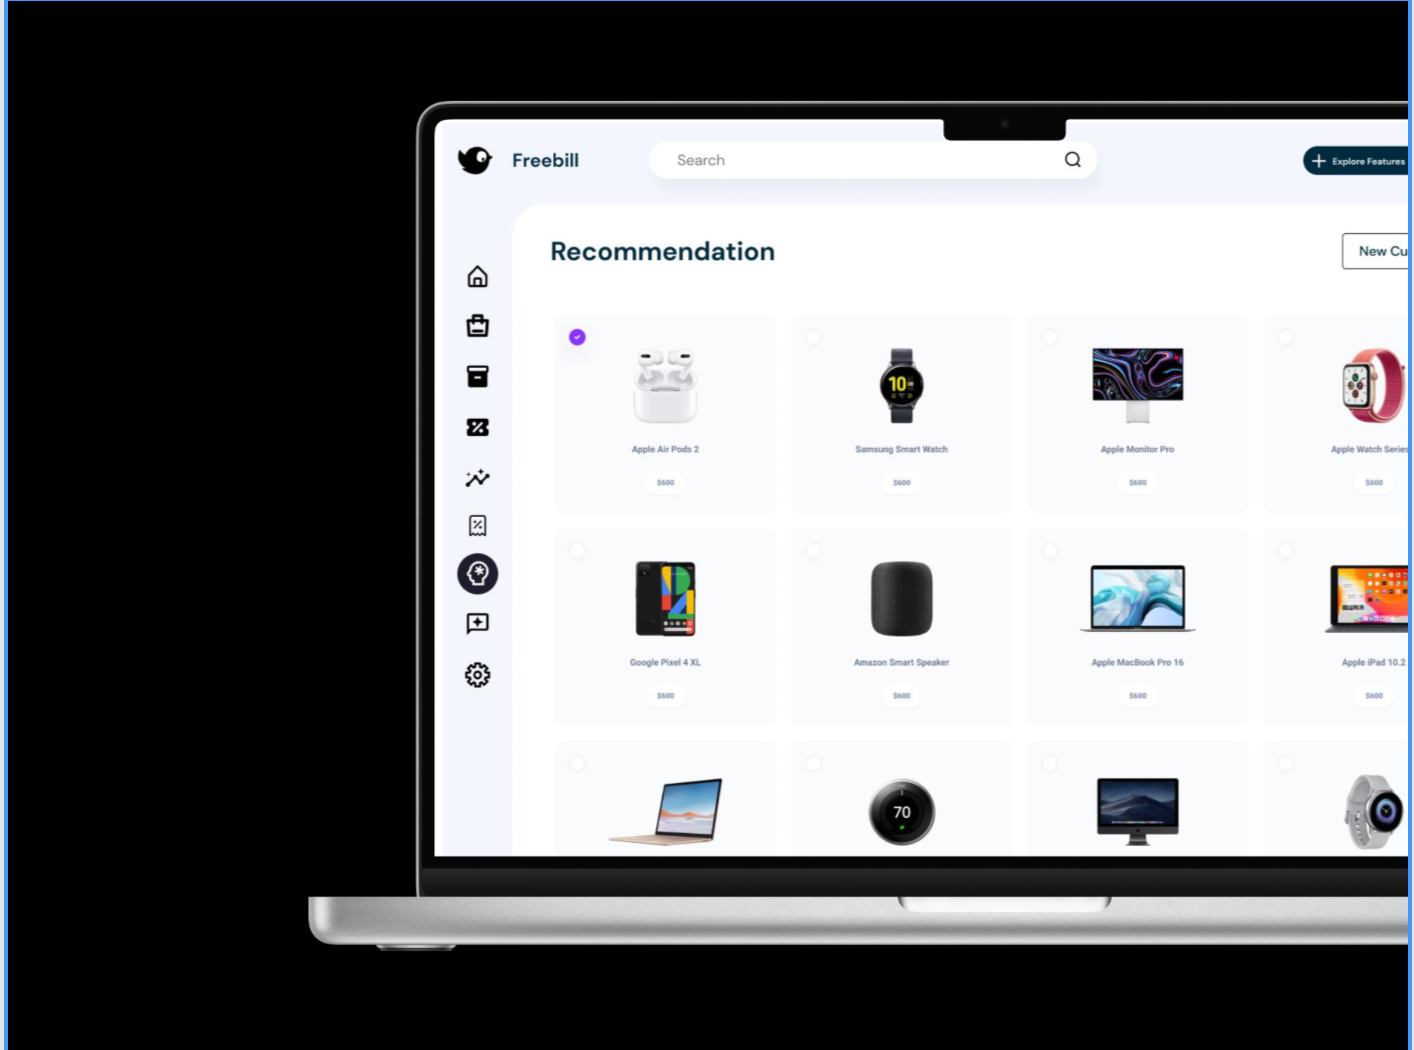 Freebill
Search
Explore Features
Recommendation
New Cu
10
Apple Air Pods 2
Samsung Smart Watch
Apple Monitor Pro
Apple Watch Series
$600
$600
$600
$600
Google Pixel 4 XL
Amazon Smart Speaker
Apple MacBook Pro 16
Apple iPad 10.2
$600
$600
$600
$600
70